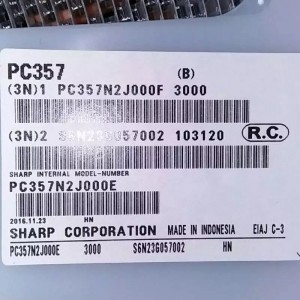 PC357 (B)
(3N)1 PC357N2J000F 3000
(3N)2 S6N23G057002 103120
R.C.
SHARP INTERNAL MODEL-NUMBER
PC357N2J000E
2016.11.23 HN
SHARP CORPORATION MADE IN INDONESIA EIAJ C-3
PC357N2J000E 3000 S6N23G057002 HN